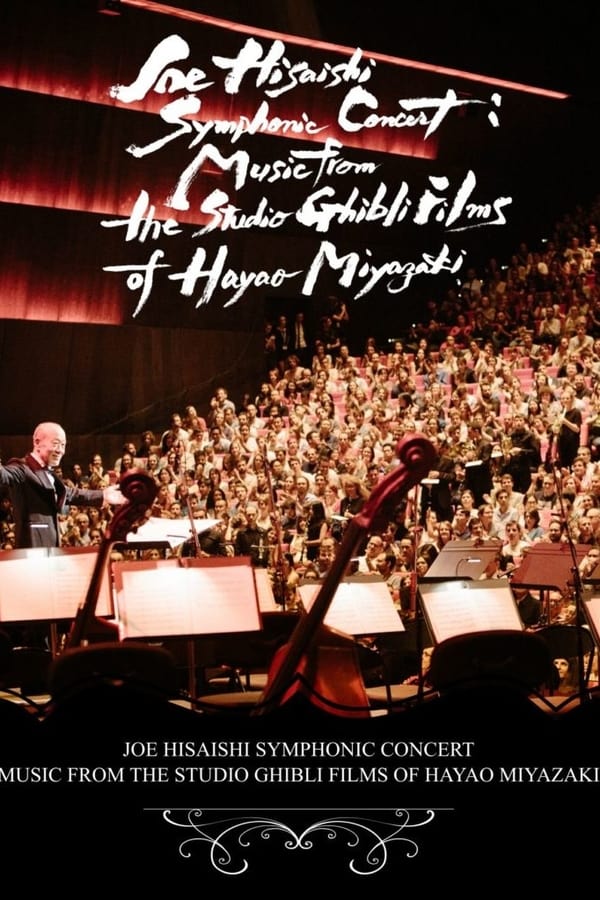 Joe Hisaishi
Symphonic Concert:
Music from
the Studio Ghibli Films
of Hayao Miyazaki
JOE HISAISHI SYMPHONIC CONCERT
MUSIC FROM THE STUDIO GHIBLI FILMS OF HAYAO MIYAZAKI